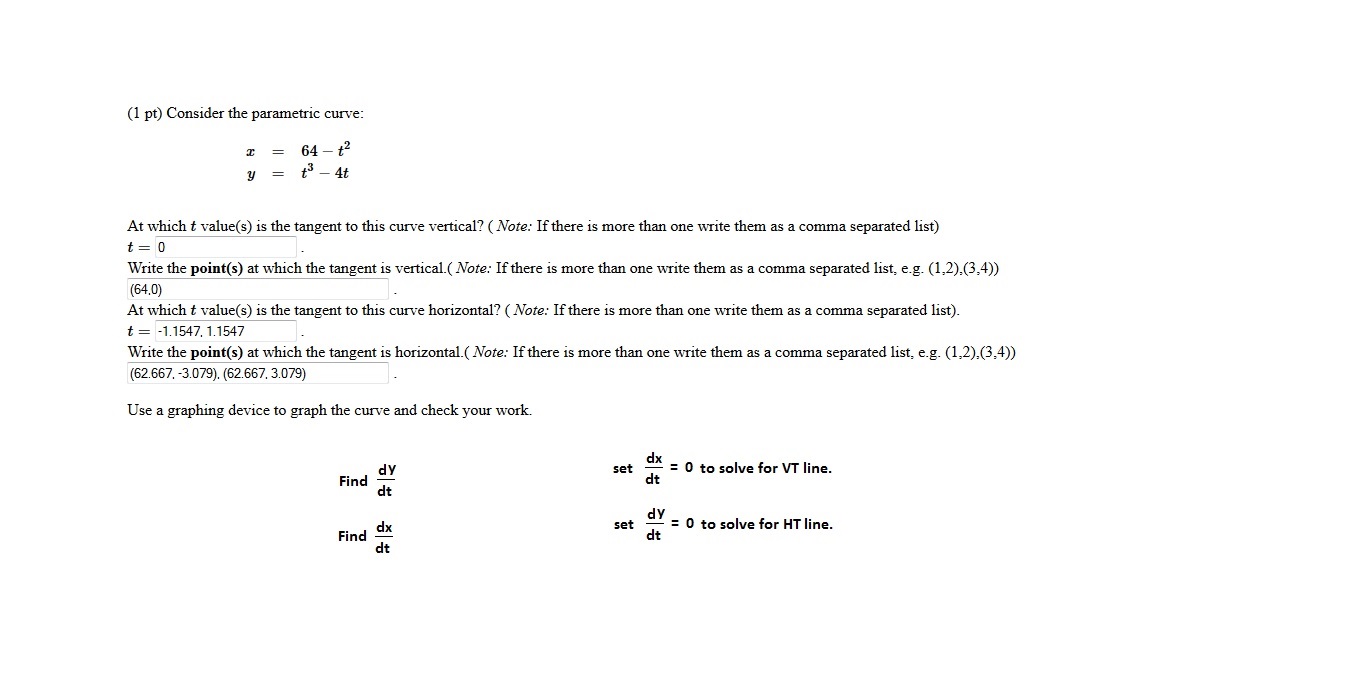 (1 pt) Consider the parametric curve:
x = 64 − t²
y = t³ − 4t
At which t value(s) is the tangent to this curve vertical? ( Note: If there is more than one write them as a comma separated list)
t = 0 .
Write the point(s) at which the tangent is vertical.( Note: If there is more than one write them as a comma separated list, e.g. (1,2),(3,4))
(64,0) .
At which t value(s) is the tangent to this curve horizontal? ( Note: If there is more than one write them as a comma separated list).
t = -1.1547, 1.1547 .
Write the point(s) at which the tangent is horizontal.( Note: If there is more than one write them as a comma separated list, e.g. (1,2),(3,4))
(62.667, -3.079), (62.667, 3.079) .
Use a graphing device to graph the curve and check your work.
Find dy/dt
set dx/dt = 0 to solve for VT line.
Find dx/dt
set dy/dt = 0 to solve for HT line.